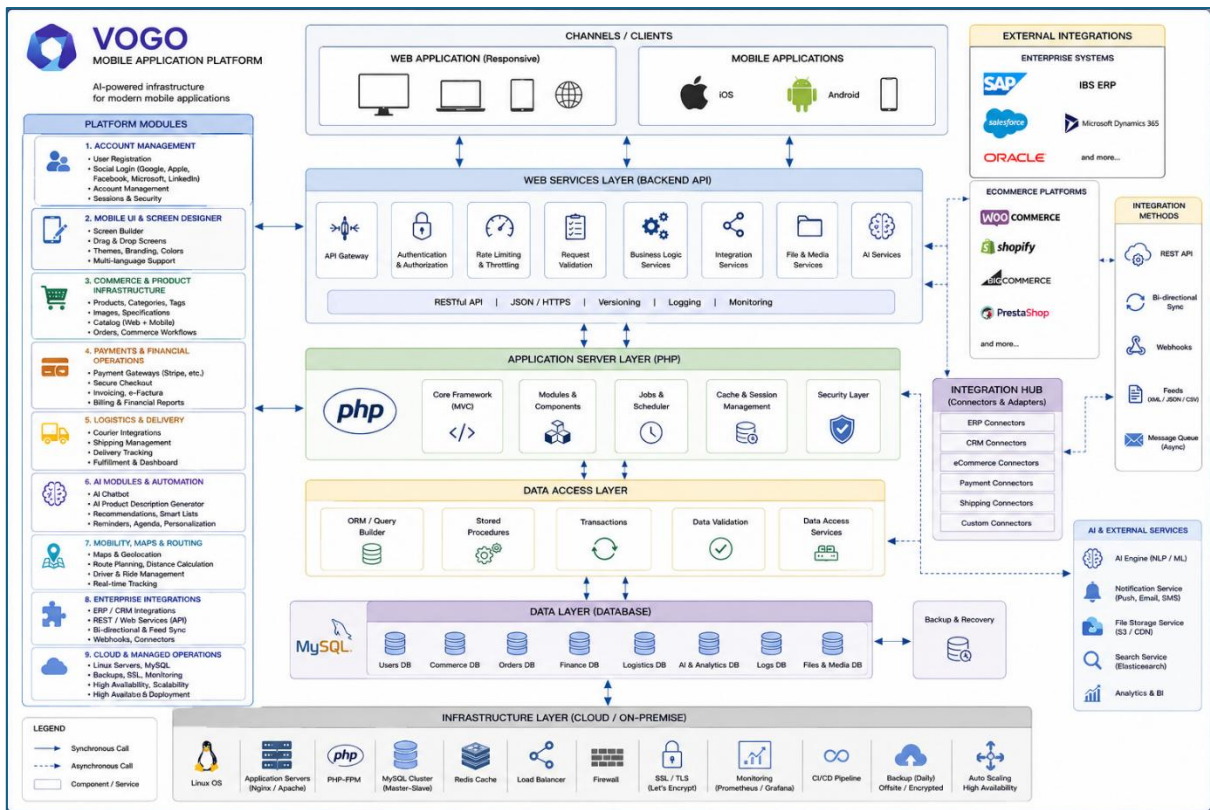 VOGO
MOBILE APPLICATION PLATFORM
AI-powered infrastructure
for modern mobile applications
PLATFORM MODULES
1. ACCOUNT MANAGEMENT
• User Registration
• Social Login (Google, Apple,
Facebook, Microsoft, LinkedIn)
• Account Management
• Sessions & Security
2. MOBILE UI & SCREEN DESIGNER
• Screen Builder
• Drag & Drop Screens
• Themes, Branding, Colors
• Multi-language Support
3. COMMERCE & PRODUCT
INFRASTRUCTURE
• Products, Categories, Tags
• Images, Specifications
• Catalog (Web + Mobile)
• Orders, Commerce Workflows
4. PAYMENTS & FINANCIAL
OPERATIONS
• Payment Gateways (Stripe, etc.)
• Secure Checkout
• Invoicing, e-Factura
• Billing & Financial Reports
5. LOGISTICS & DELIVERY
• Courier Integrations
• Shipping Management
• Delivery Tracking
• Fulfillment & Dashboard
6. AI MODULES & AUTOMATION
• AI Chatbot
• AI Product Description Generator
• Recommendations, Smart Lists
• Reminders, Agenda, Personalization
7. MOBILITY, MAPS & ROUTING
• Maps & Geolocation
• Route Planning, Distance Calculation
• Driver & Ride Management
• Real-time Tracking
8. ENTERPRISE INTEGRATIONS
• ERP / CRM Integrations
• REST / Web Services (API)
• Bi-directional & Feed Sync
• Webhooks, Connectors
9. CLOUD & MANAGED OPERATIONS
• Linux Servers, MySQL
• Backups, SSL, Monitoring
• High Availability, Scalability
• High Availabe & Deployment
LEGEND
Synchronous Call
Asynchronous Call
Component / Service
CHANNELS / CLIENTS
WEB APPLICATION (Responsive)
MOBILE APPLICATIONS
iOS
Android
WEB SERVICES LAYER (BACKEND API)
API Gateway
Authentication
& Authorization
Rate Limiting
& Throttling
Request
Validation
Business Logic
Services
Integration
Services
File & Media
Services
AI Services
RESTful API | JSON / HTTPS | Versioning | Logging | Monitoring
APPLICATION SERVER LAYER (PHP)
php
Core Framework
(MVC)
</>
Modules &
Components
Jobs &
Scheduler
Cache & Session
Management
Security Layer
DATA ACCESS LAYER
ORM / Query
Builder
Stored
Procedures
Transactions
Data Validation
Data Access
Services
DATA LAYER (DATABASE)
MySQL
Users DB
Commerce DB
Orders DB
Finance DB
Logistics DB
AI & Analytics DB
Logs DB
Files & Media DB
Backup & Recovery
INFRASTRUCTURE LAYER (CLOUD / ON-PREMISE)
Linux OS
Application Servers
(Nginx / Apache)
php
PHP-FPM
MySQL Cluster
(Master-Slave)
Redis Cache
Load Balancer
Firewall
SSL / TLS
(Let's Encrypt)
Monitoring
(Prometheus / Grafana)
CI/CD Pipeline
Backup (Daily)
Offsite / Encrypted
Auto Scaling
High Availability
EXTERNAL INTEGRATIONS
ENTERPRISE SYSTEMS
SAP
IBS ERP
salesforce
Microsoft Dynamics 365
ORACLE
and more...
ECOMMERCE PLATFORMS
WOO COMMERCE
shopify
BIGCOMMERCE
PrestaShop
and more...
INTEGRATION
METHODS
REST API
Bi-directional
Sync
Webhooks
Feeds
(XML / JSON / CSV)
Message Queue
(Async)
INTEGRATION HUB
(Connectors & Adapters)
ERP Connectors
CRM Connectors
eCommerce Connectors
Payment Connectors
Shipping Connectors
Custom Connectors
AI & EXTERNAL SERVICES
AI Engine (NLP / ML)
Notification Service
(Push, Email, SMS)
File Storage Service
(S3 / CDN)
Search Service
(Elasticsearch)
Analytics & BI